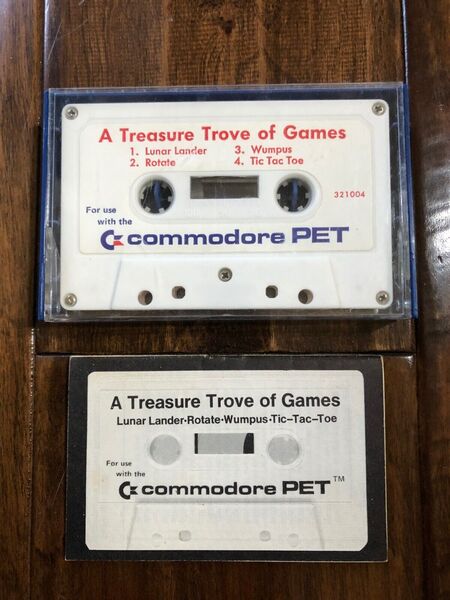 A Treasure Trove of Games
1. Lunar Lander 3. Wumpus
2. Rotate 4. Tic Tac Toe
321004
For use
with the
commodore PET
A Treasure Trove of Games
Lunar Lander·Rotate·Wumpus·Tic-Tac-Toe
For use
with the
commodore PET™